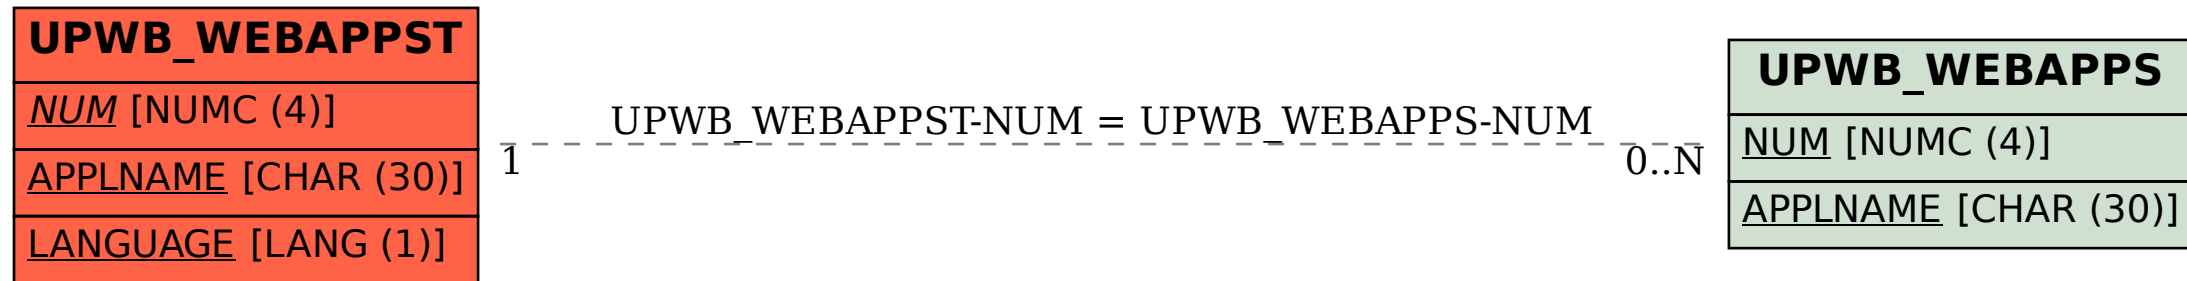 UPWB_WEBAPPST
NUM [NUMC (4)]
APPLNAME [CHAR (30)]
LANGUAGE [LANG (1)]
UPWB_WEBAPPST-NUM = UPWB_WEBAPPS-NUM
1
0..N
UPWB_WEBAPPS
NUM [NUMC (4)]
APPLNAME [CHAR (30)]